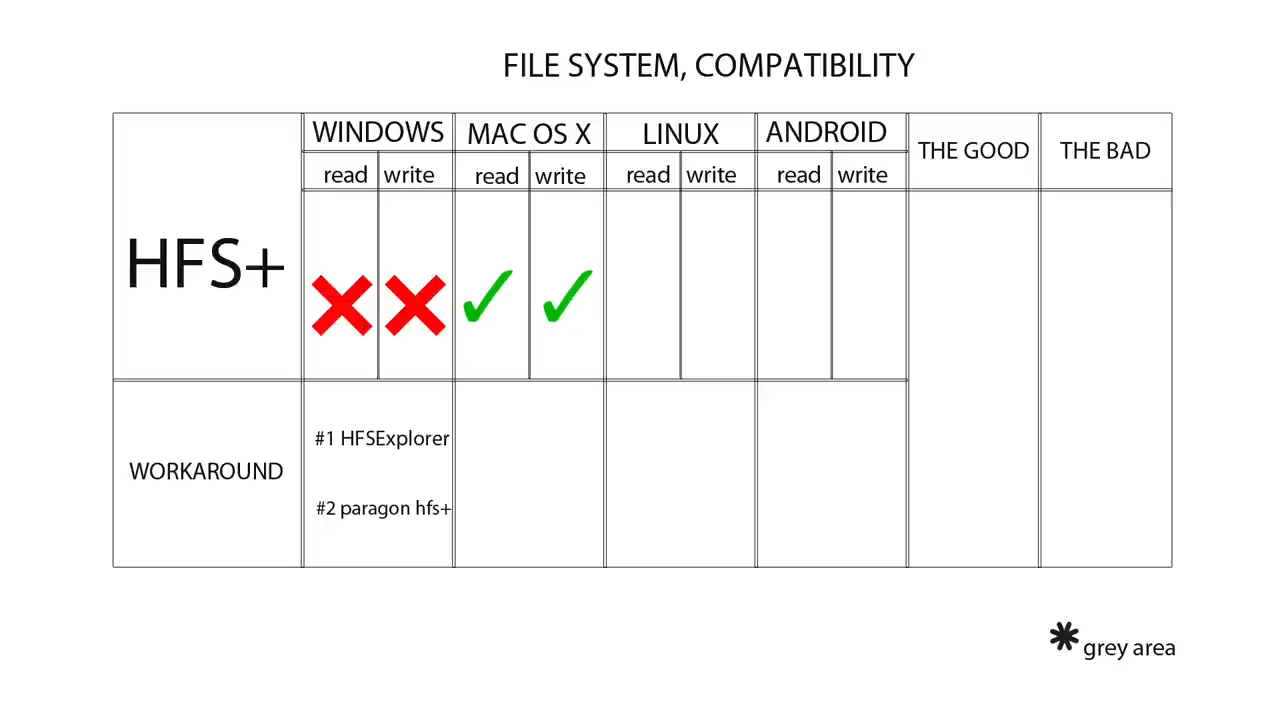 FILE SYSTEM, COMPATIBILITY
WINDOWS MAC OS X LINUX ANDROID THE GOOD THE BAD
read write read write read write read write
HFS+
WORKAROUND
#1 HFSExplorer
#2 paragon hfs+
* grey area